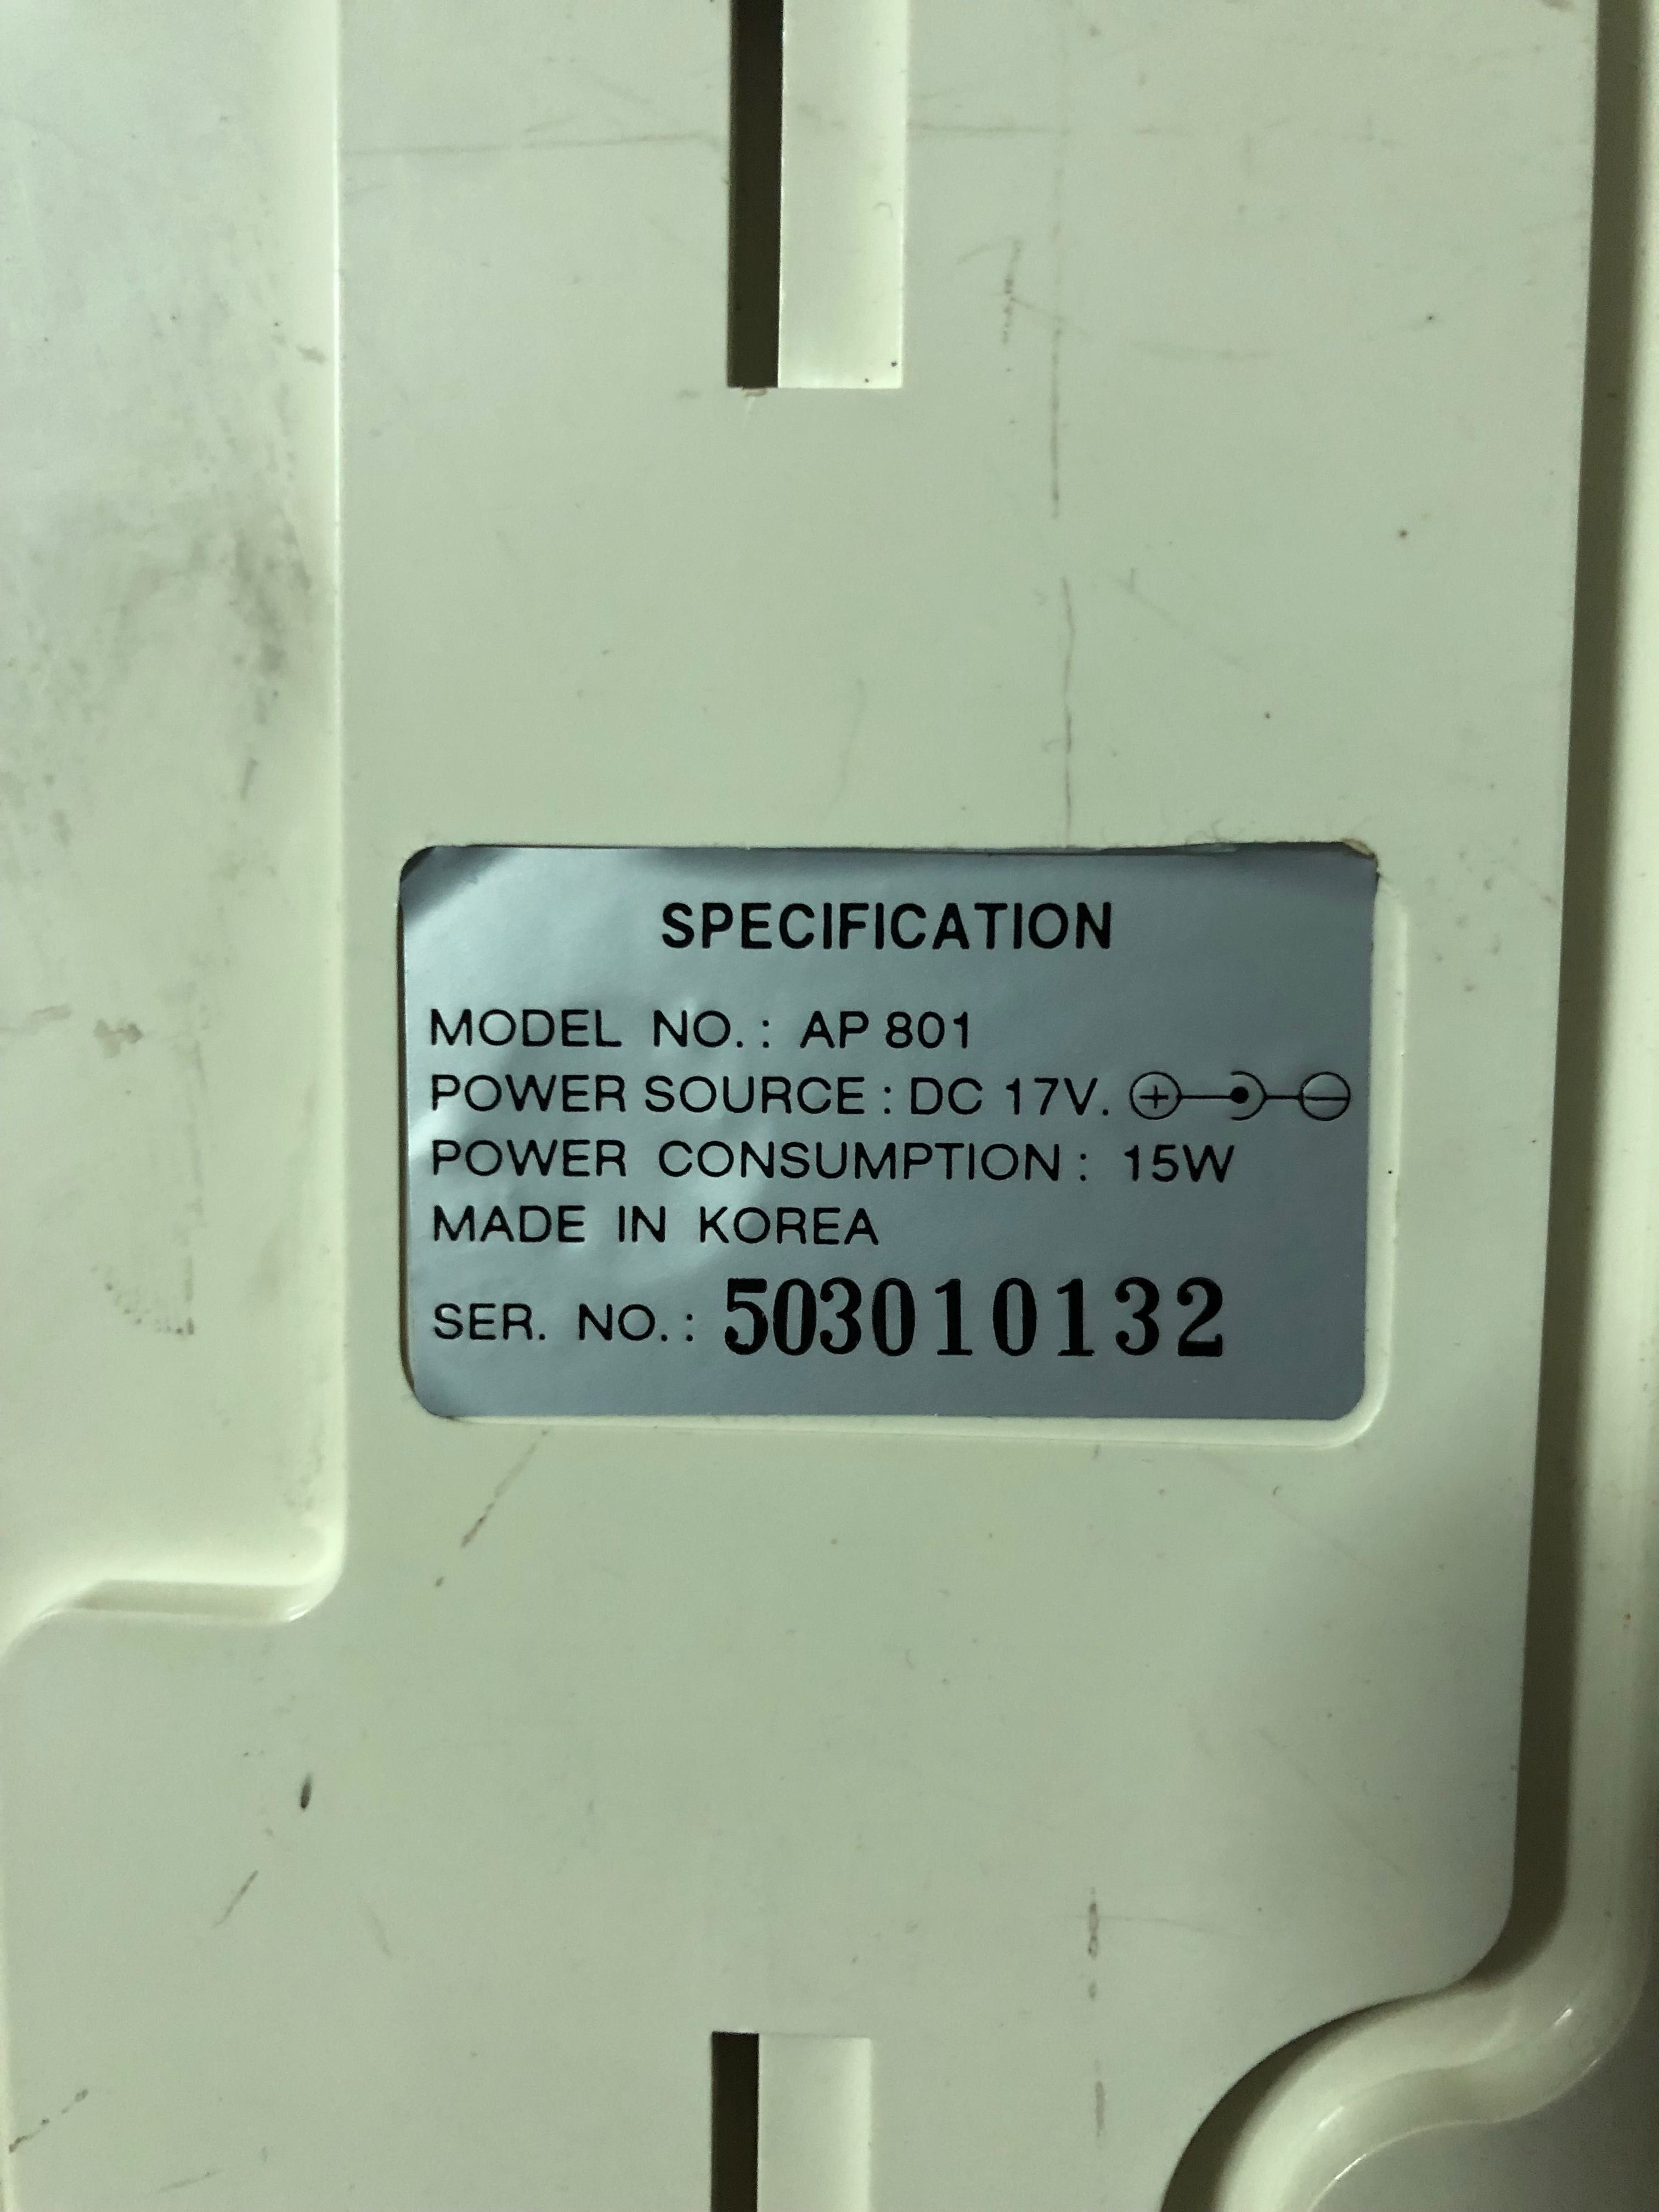 SPECIFICATION
MODEL NO.: AP 801
POWER SOURCE : DC 17V.
POWER CONSUMPTION : 15W
MADE IN KOREA
SER. NO.: 503010132